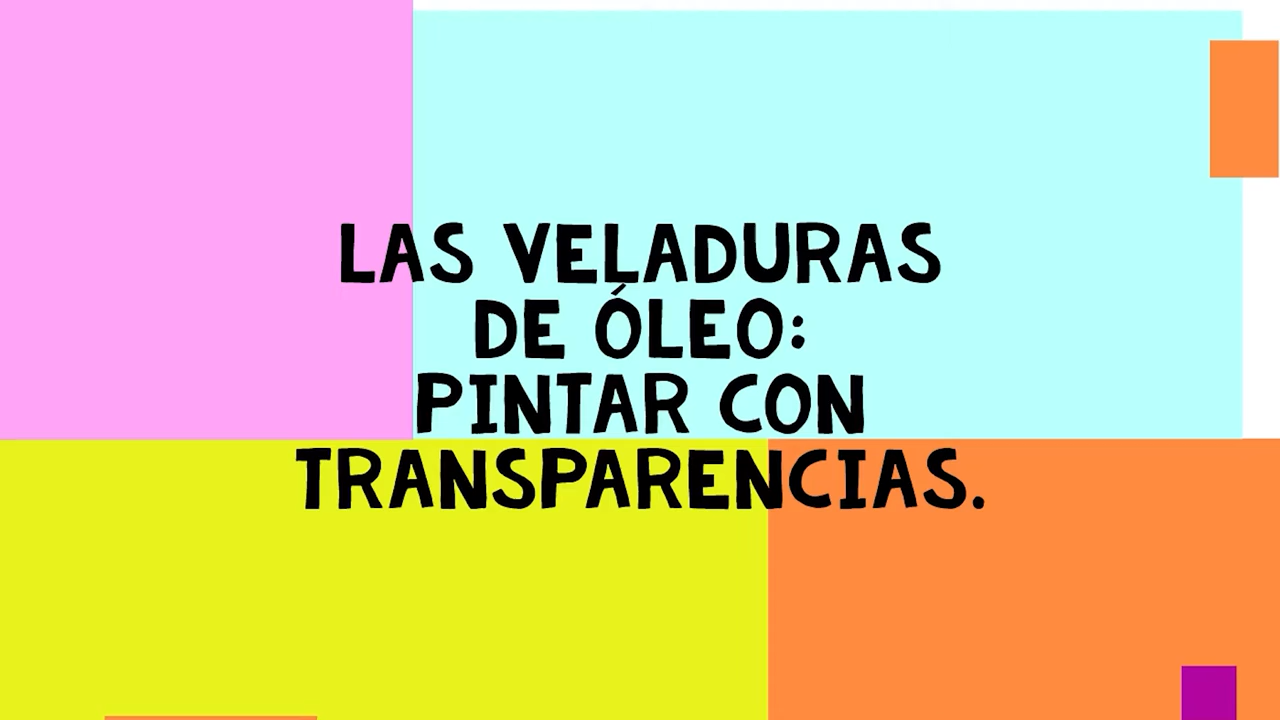 LAS VELADURAS
DE ÓLEO:
PINTAR CON
TRANSPARENCIAS.